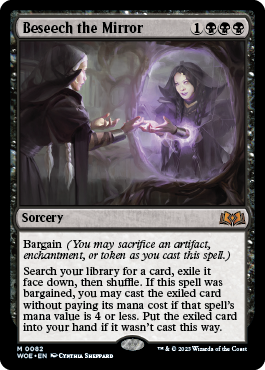 Beseech the Mirror 1
Sorcery
Bargain (You may sacrifice an artifact,
enchantment, or token as you cast this spell.)
Search your library for a card, exile it
face down, then shuffle. If this spell was
bargained, you may cast the exiled card
without paying its mana cost if that spell's
mana value is 4 or less. Put the exiled card
into your hand if it wasn't cast this way.
M 0082
WOE • EN CYNTHIA SHEPPARD
™ & © 2023 Wizards of the Coast